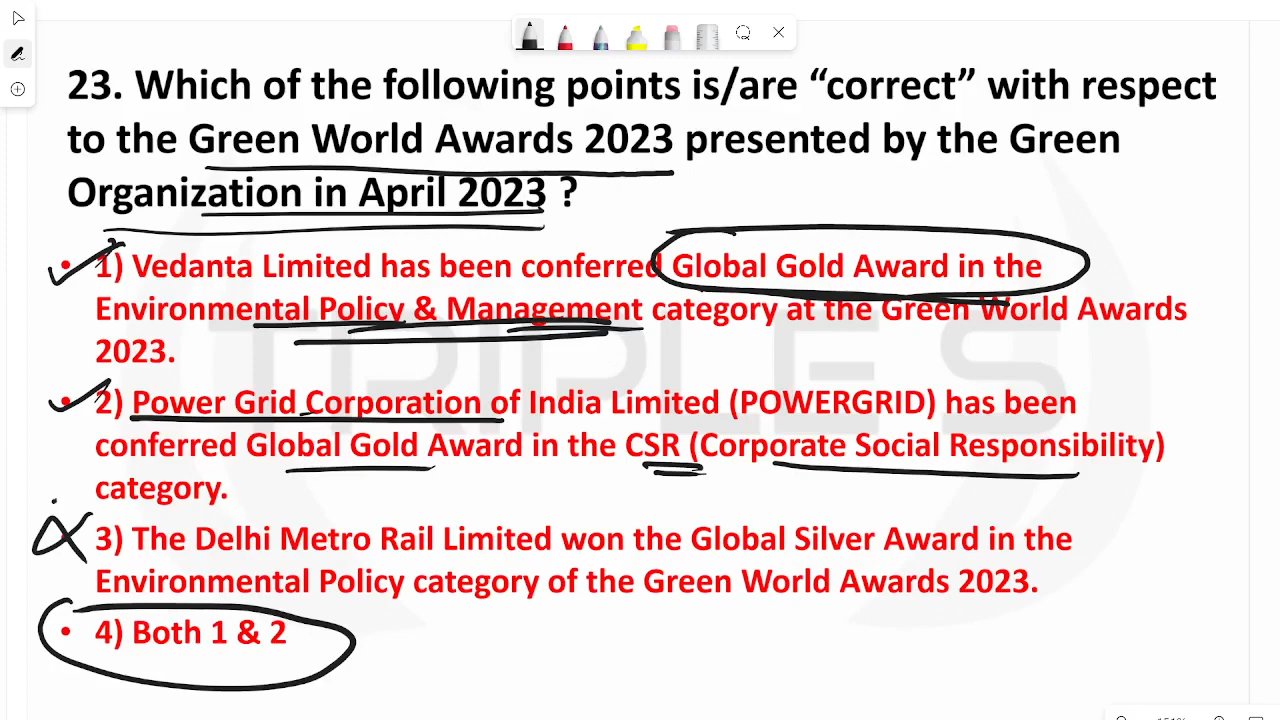 23. Which of the following points is/are “correct” with respect
to the Green World Awards 2023 presented by the Green
Organization in April 2023 ?
• 1) Vedanta Limited has been conferred Global Gold Award in the
Environmental Policy & Management category at the Green World Awards
2023.
• 2) Power Grid Corporation of India Limited (POWERGRID) has been
conferred Global Gold Award in the CSR (Corporate Social Responsibility)
category.
• 3) The Delhi Metro Rail Limited won the Global Silver Award in the
Environmental Policy category of the Green World Awards 2023.
• 4) Both 1 & 2
TRIPLE S